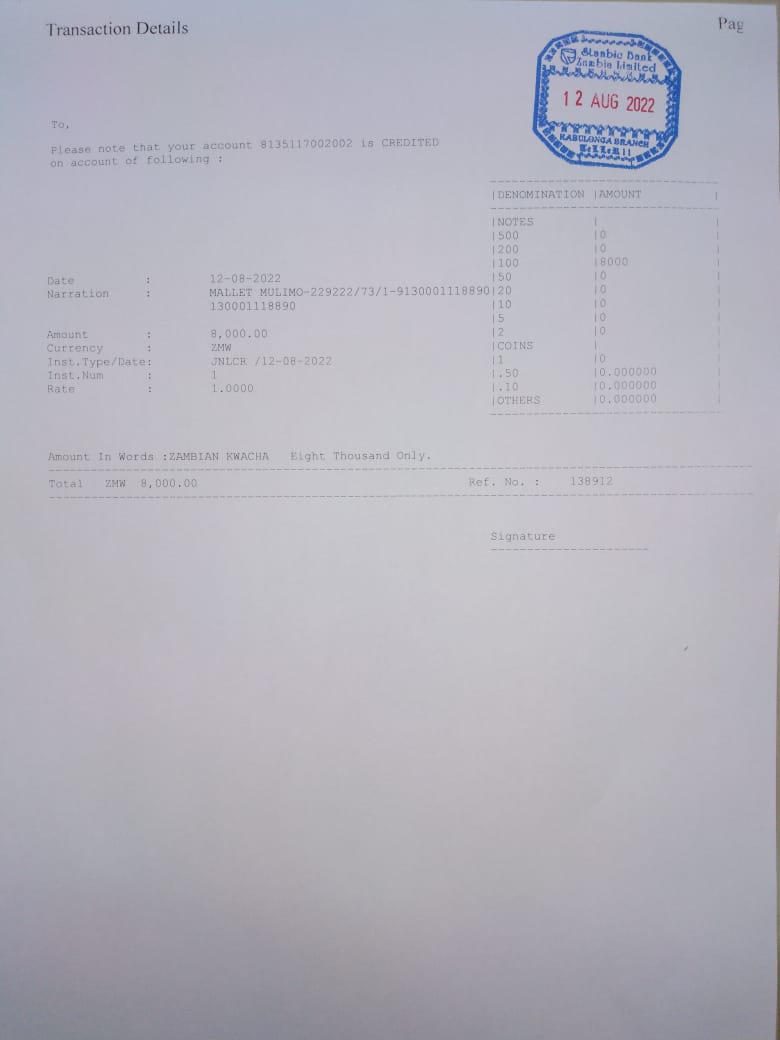 Transaction Details
Pag
Stanbic Bank
Zambia Limited
12 AUG 2022
KABULONGA BRANCH
TELLER 11
To,
Please note that your account 8135117002002 is CREDITED
on account of following :
|DENOMINATION |AMOUNT |
|NOTES | |
|500 |0 |
|200 |0 |
|100 |8000 |
|50 |0 |
|20 |0 |
|10 |0 |
|5 |0 |
|2 |0 |
|COINS | |
|1 |0 |
|.50 |0.000000 |
|.10 |0.000000 |
|OTHERS |0.000000 |
Date : 12-08-2022
Narration : MALLET MULIMO-229222/73/1-9130001118890
130001118890
Amount : 8,000.00
Currency : ZMW
Inst.Type/Date: JNLCR /12-08-2022
Inst.Num : 1
Rate : 1.0000
Amount In Words :ZAMBIAN KWACHA Eight Thousand Only.
Total ZMW 8,000.00 Ref. No. : 138912
Signature